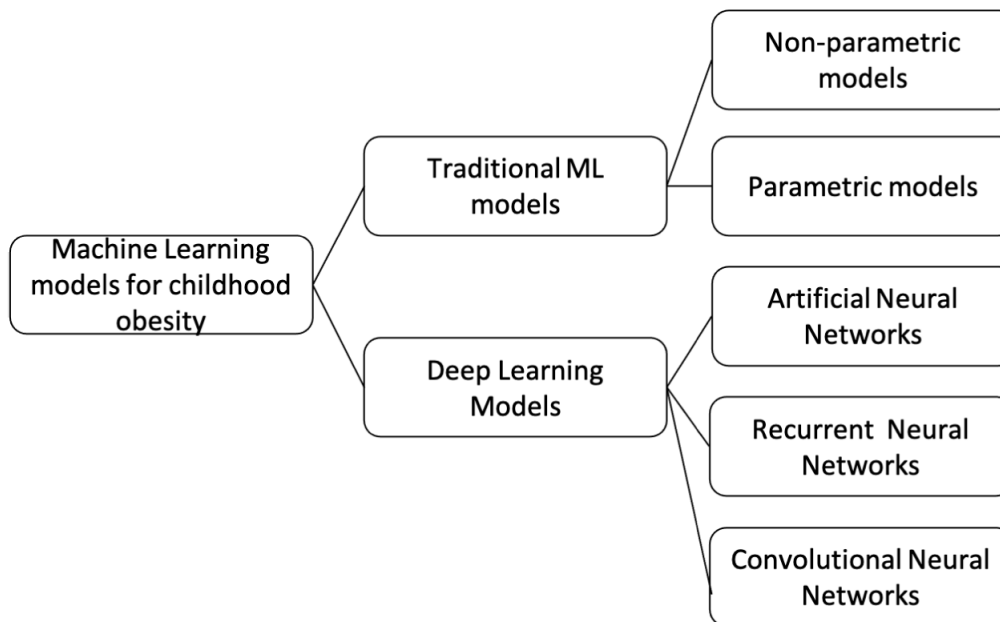 Non-parametric
models
Traditional ML
models
Parametric models
Machine Learning
models for childhood
obesity
Artificial Neural
Networks
Deep Learning
Models
Recurrent Neural
Networks
Convolutional Neural
Networks